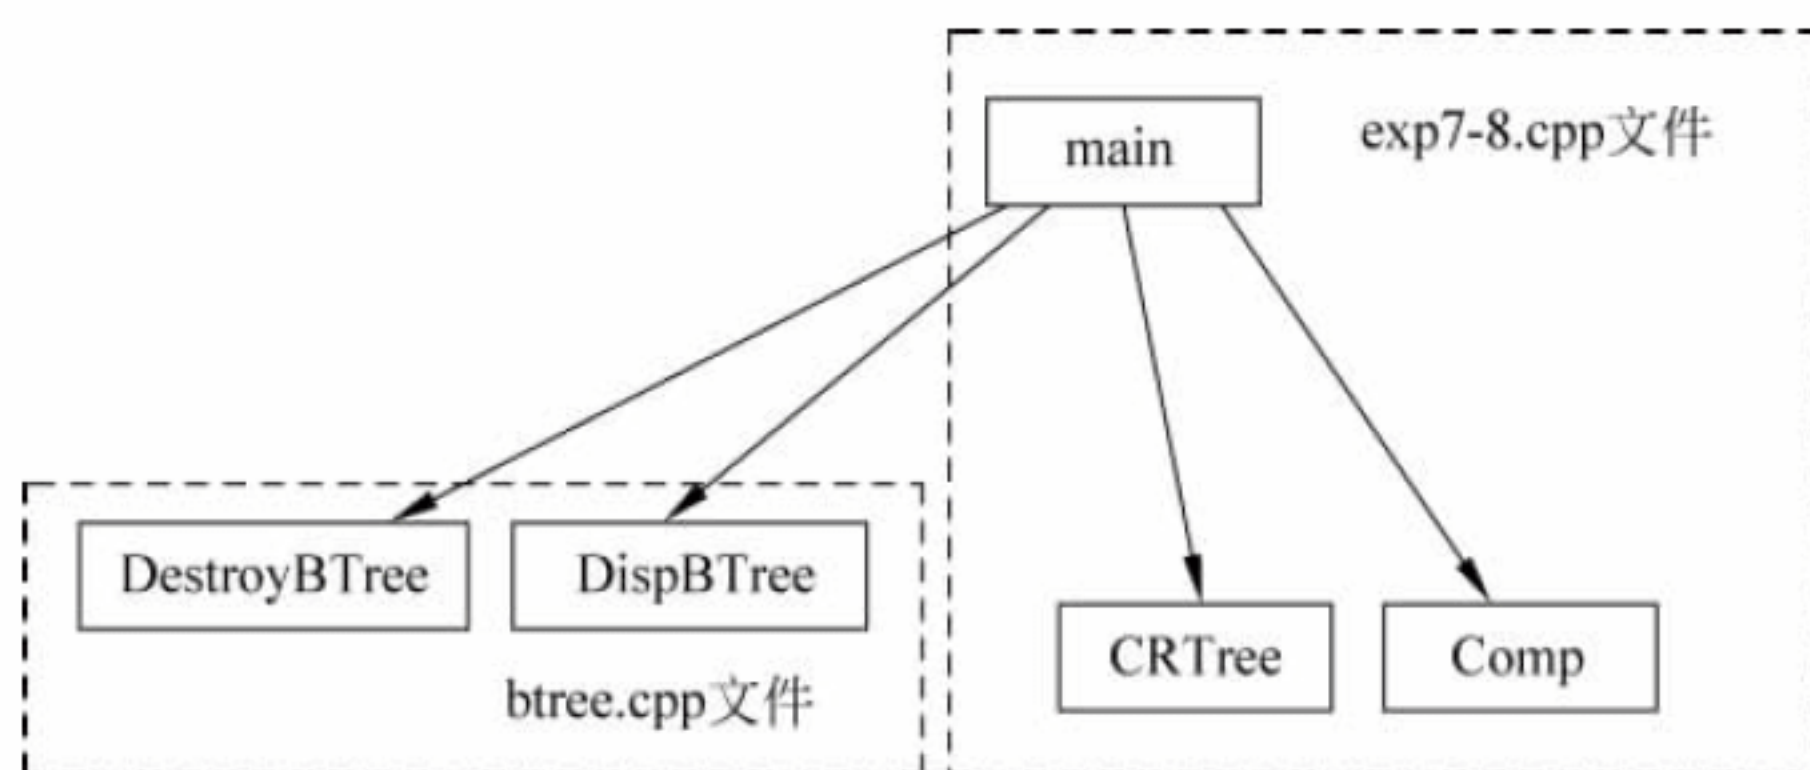 main
exp7-8.cpp文件
DestroyBTree
DispBTree
CRTree
Comp
btree.cpp文件